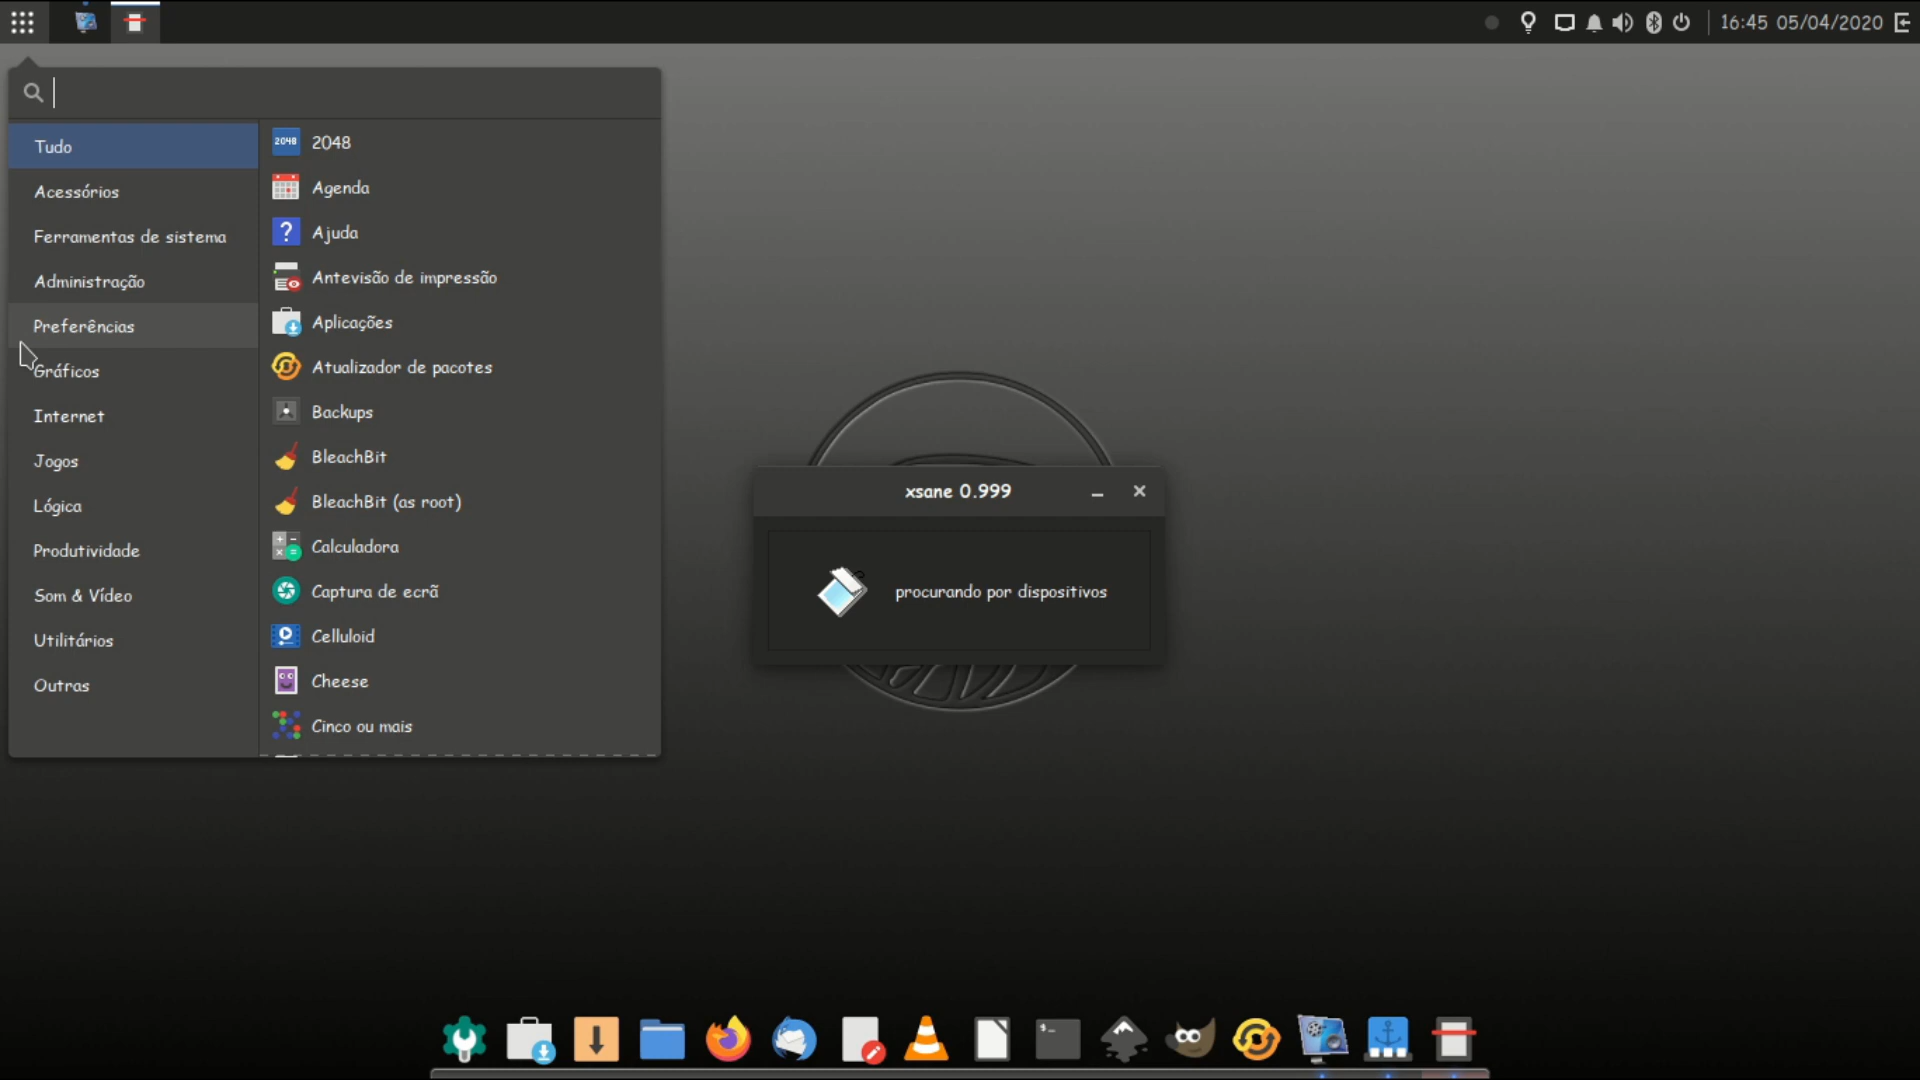 16:45 05/04/2020
Tudo
Acessórios
Ferramentas de sistema
Administração
Preferências
Gráficos
Internet
Jogos
Lógica
Produtividade
Som & Vídeo
Utilitários
Outras
2048
2048
Agenda
? Ajuda
Antevisão de impressão
Aplicações
Atualizador de pacotes
Backups
BleachBit
BleachBit (as root)
Calculadora
Captura de ecrã
Celluloid
Cheese
Cinco ou mais
xsane 0.999
procurando por dispositivos
$_